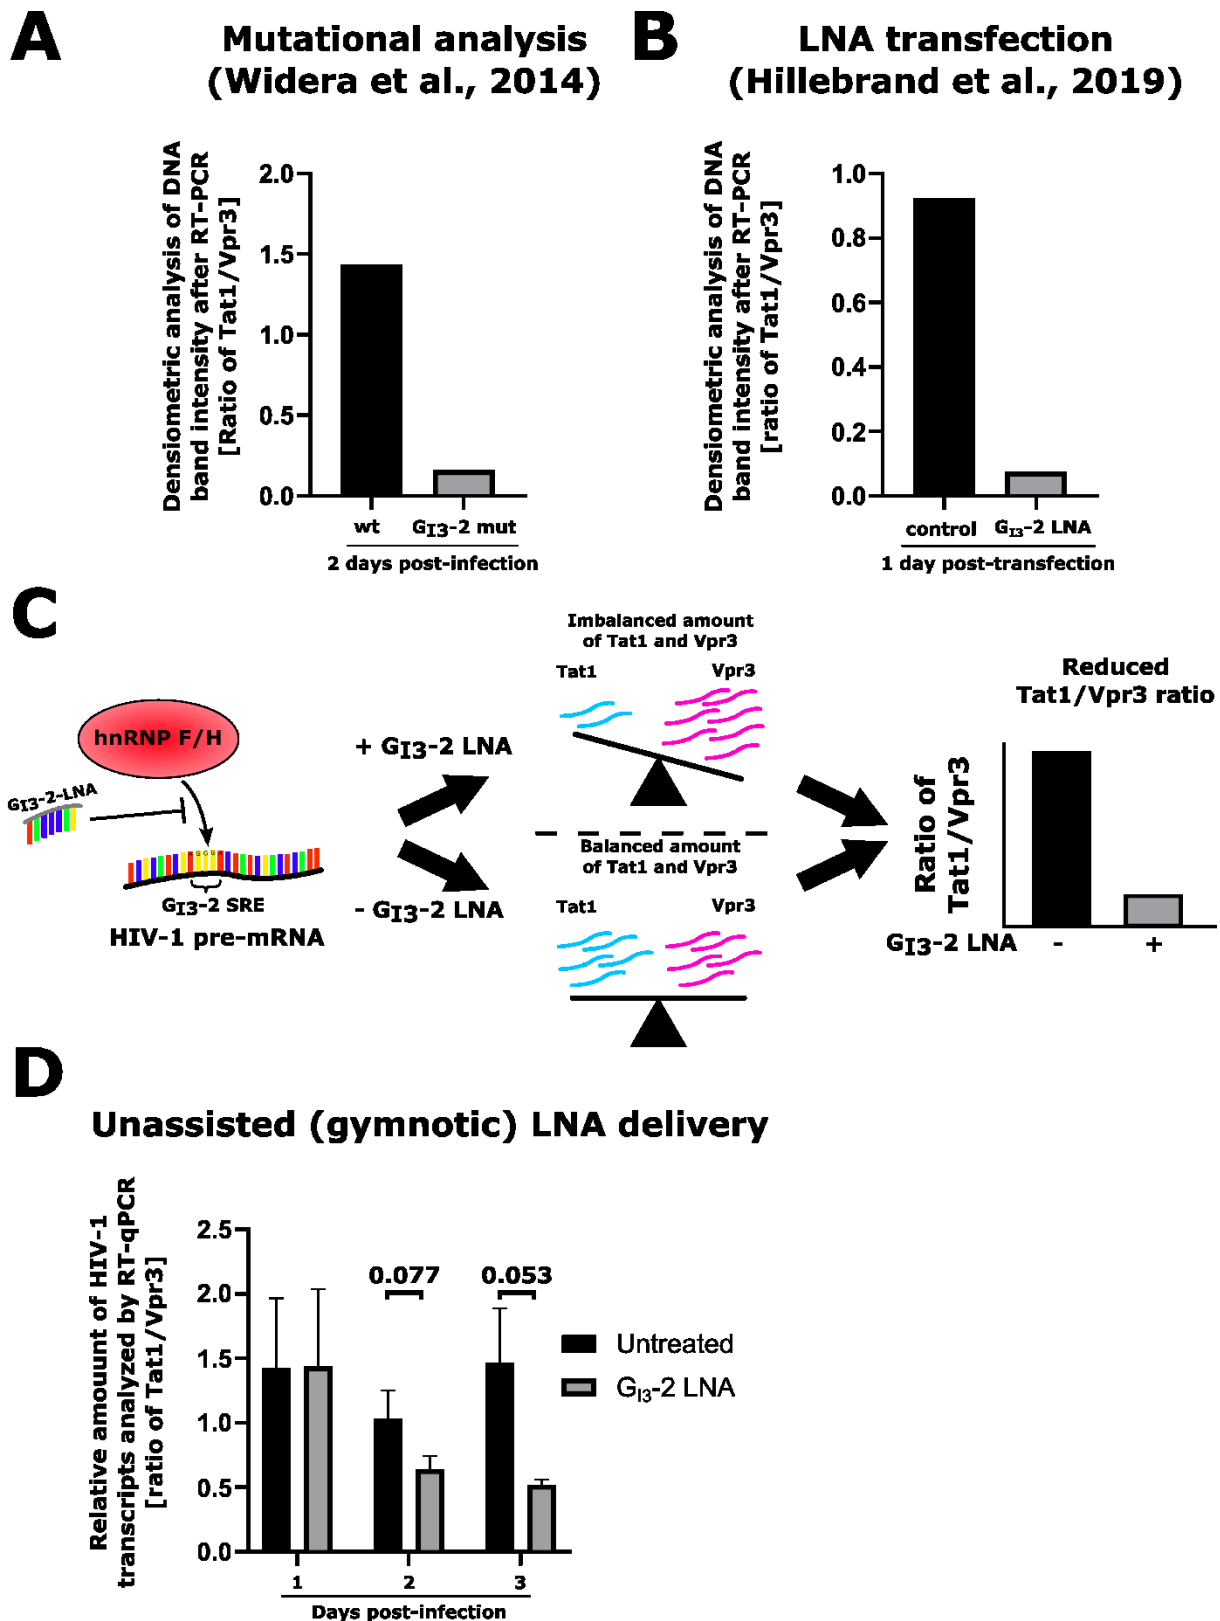 A
Mutational analysis
(Widera et al., 2014)
Densiometric analysis of DNA
band intensity after RT-PCR
[Ratio of Tat1/Vpr3]
2.0
1.5
1.0
0.5
0.0
wt
GI3-2 mut
2 days post-infection
B
LNA transfection
(Hillebrand et al., 2019)
Densiometric analysis of DNA
band intensity after RT-PCR
[ratio of Tat1/Vpr3]
1.0
0.8
0.6
0.4
0.2
0.0
control
GI3-2 LNA
1 day post-transfection
C
hnRNP F/H
GI3-2-LNA
GGG
GI3-2 SRE
HIV-1 pre-mRNA
+ GI3-2 LNA
- GI3-2 LNA
Imbalanced amount
of Tat1 and Vpr3
Tat1
Vpr3
Balanced amount
of Tat1 and Vpr3
Tat1
Vpr3
Reduced
Tat1/Vpr3 ratio
Ratio of
Tat1/Vpr3
GI3-2 LNA
-
+
D
Unassisted (gymnotic) LNA delivery
Relative amouunt of HIV-1
transcripts analyzed by RT-qPCR
[ratio of Tat1/Vpr3]
2.5
2.0
1.5
1.0
0.5
0.0
0.077
0.053
1
2
3
Days post-infection
Untreated
GI3-2 LNA